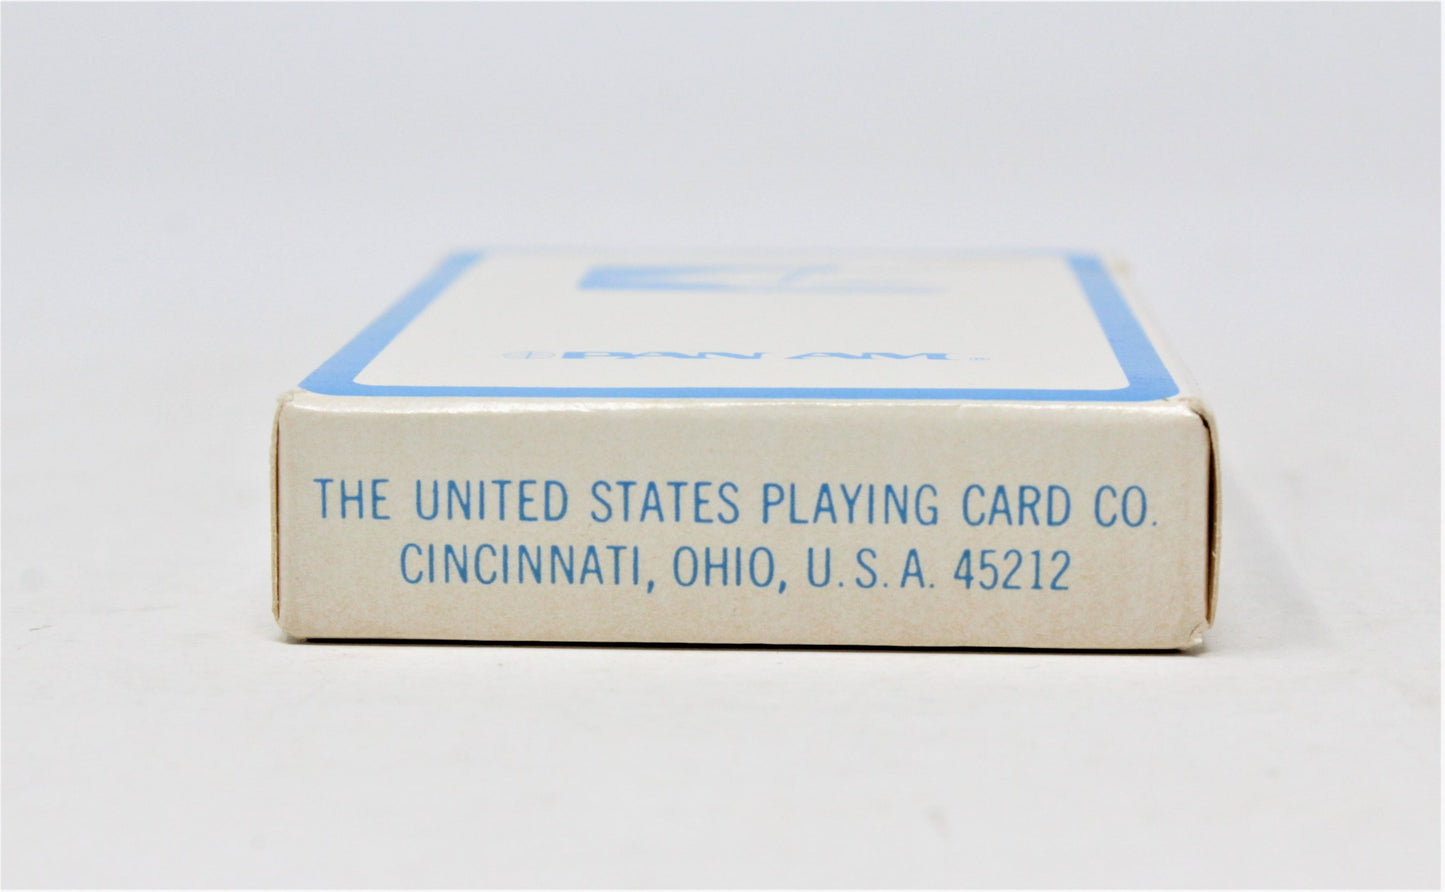 PAN AM ®
THE UNITED STATES PLAYING CARD CO.
CINCINNATI, OHIO, U.S.A. 45212